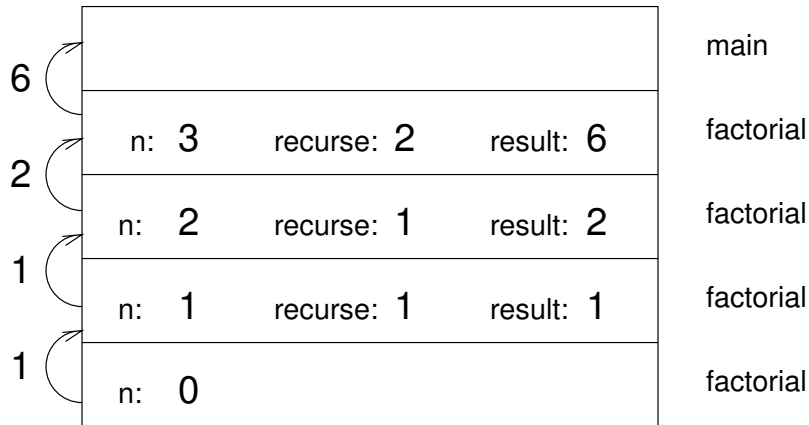 main
6
n: 3 recurse: 2 result: 6 factorial
2
n: 2 recurse: 1 result: 2 factorial
1
n: 1 recurse: 1 result: 1 factorial
1
n: 0 factorial